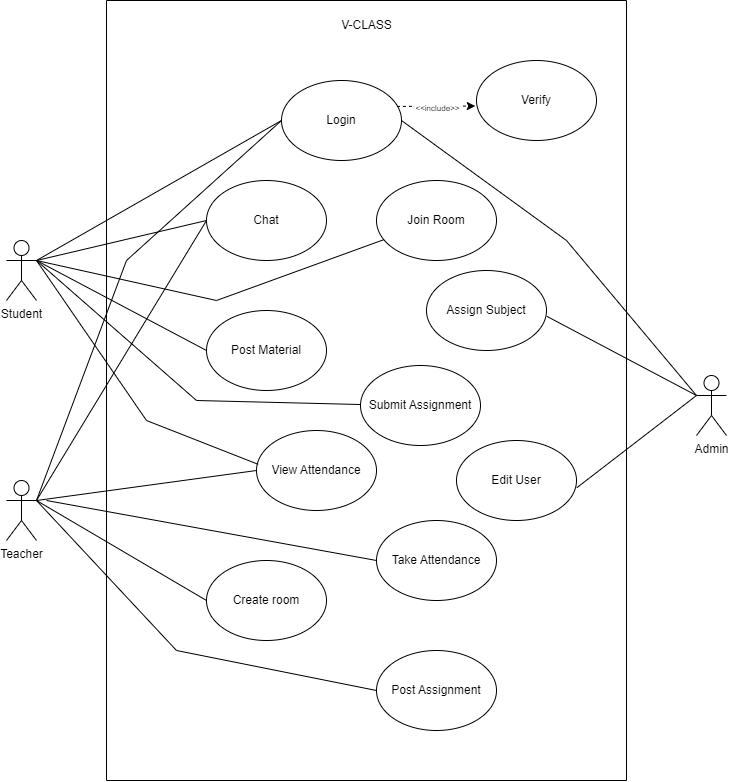 V-CLASS
Verify
<<include>>
Login
Chat
Join Room
Student
Assign Subject
Post Material
Submit Assignment
Admin
View Attendance
Edit User
Teacher
Take Attendance
Create room
Post Assignment